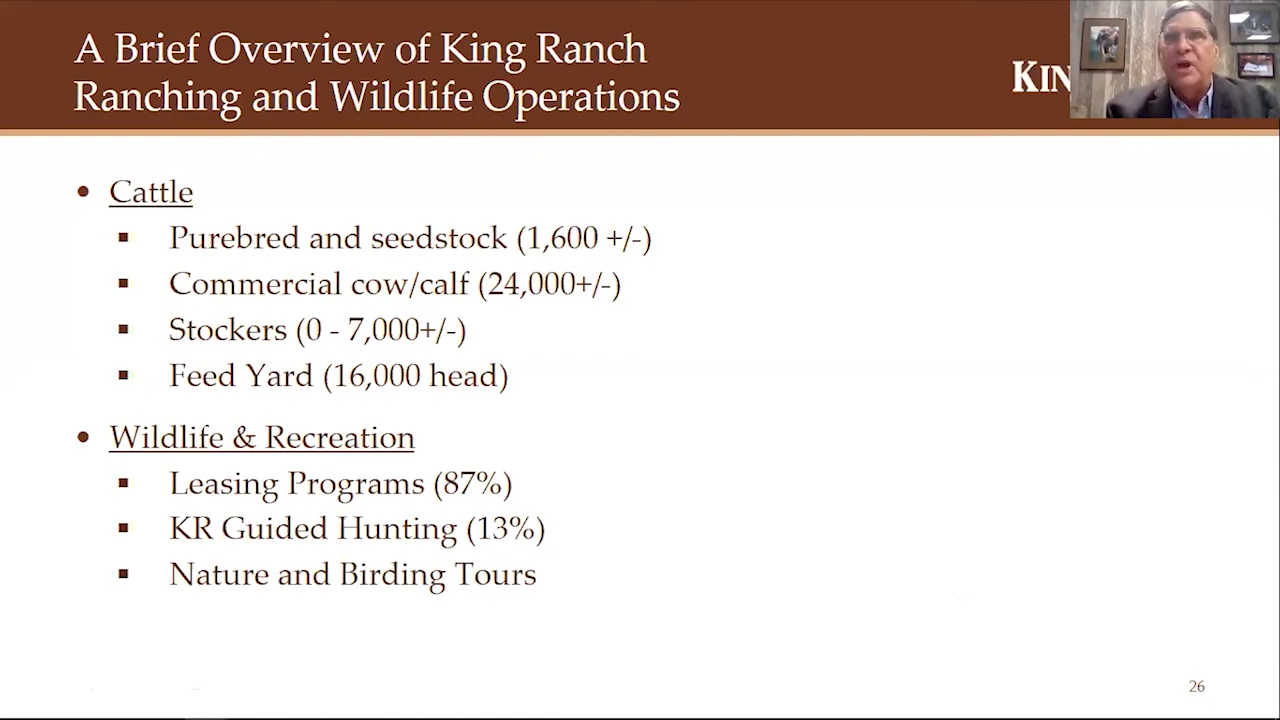 A Brief Overview of King Ranch
Ranching and Wildlife Operations
KIN
• Cattle
▪ Purebred and seedstock (1,600 +/-)
▪ Commercial cow/calf (24,000+/-)
▪ Stockers (0 - 7,000+/-)
▪ Feed Yard (16,000 head)
• Wildlife & Recreation
▪ Leasing Programs (87%)
▪ KR Guided Hunting (13%)
▪ Nature and Birding Tours
26